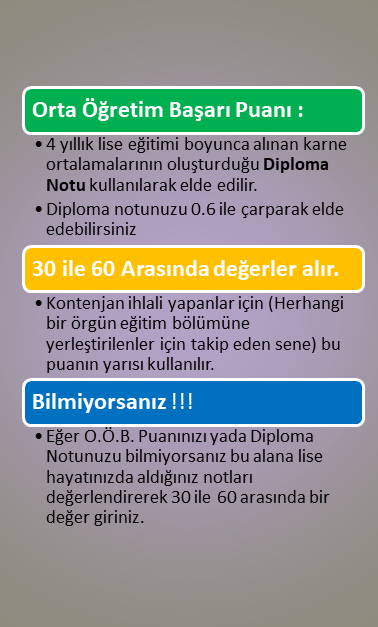 Orta Öğretim Başarı Puanı :
• 4 yıllık lise eğitimi boyunca alınan karne
ortalamalarının oluşturduğu Diploma
Notu kullanılarak elde edilir.
• Diploma notunuzu 0.6 ile çarparak elde
edebilirsiniz
30 ile 60 Arasında değerler alır.
• Kontenjan ihlali yapanlar için (Herhangi
bir örgün eğitim bölümüne
yerleştirilenler için takip eden sene) bu
puanın yarısı kullanılır.
Bilmiyorsanız !!!
• Eğer O.Ö.B. Puanınızı yada Diploma
Notunuzu bilmiyorsanız bu alana lise
hayatınızda aldığınız notları
değerlendirerek 30 ile 60 arasında bir
değer giriniz.